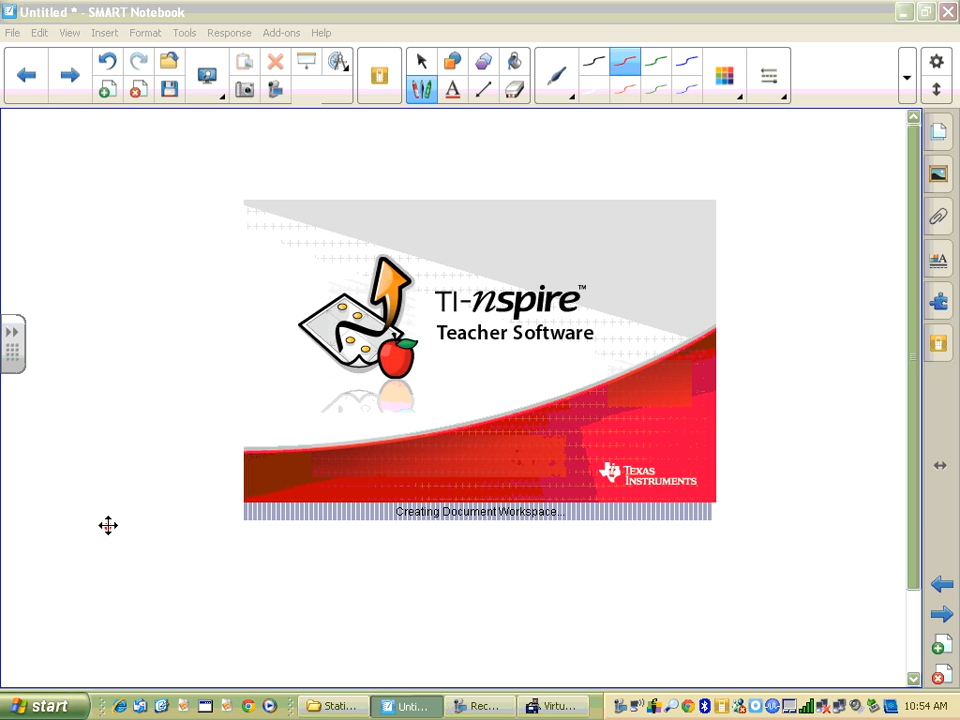 Untitled * - SMART Notebook
File Edit View Insert Format Tools Response Add-ons Help
TI-nspire™
Teacher Software
TEXAS
INSTRUMENTS
Creating Document Workspace...
start Stati... Unti... Rec... Virtu... 10:54 AM